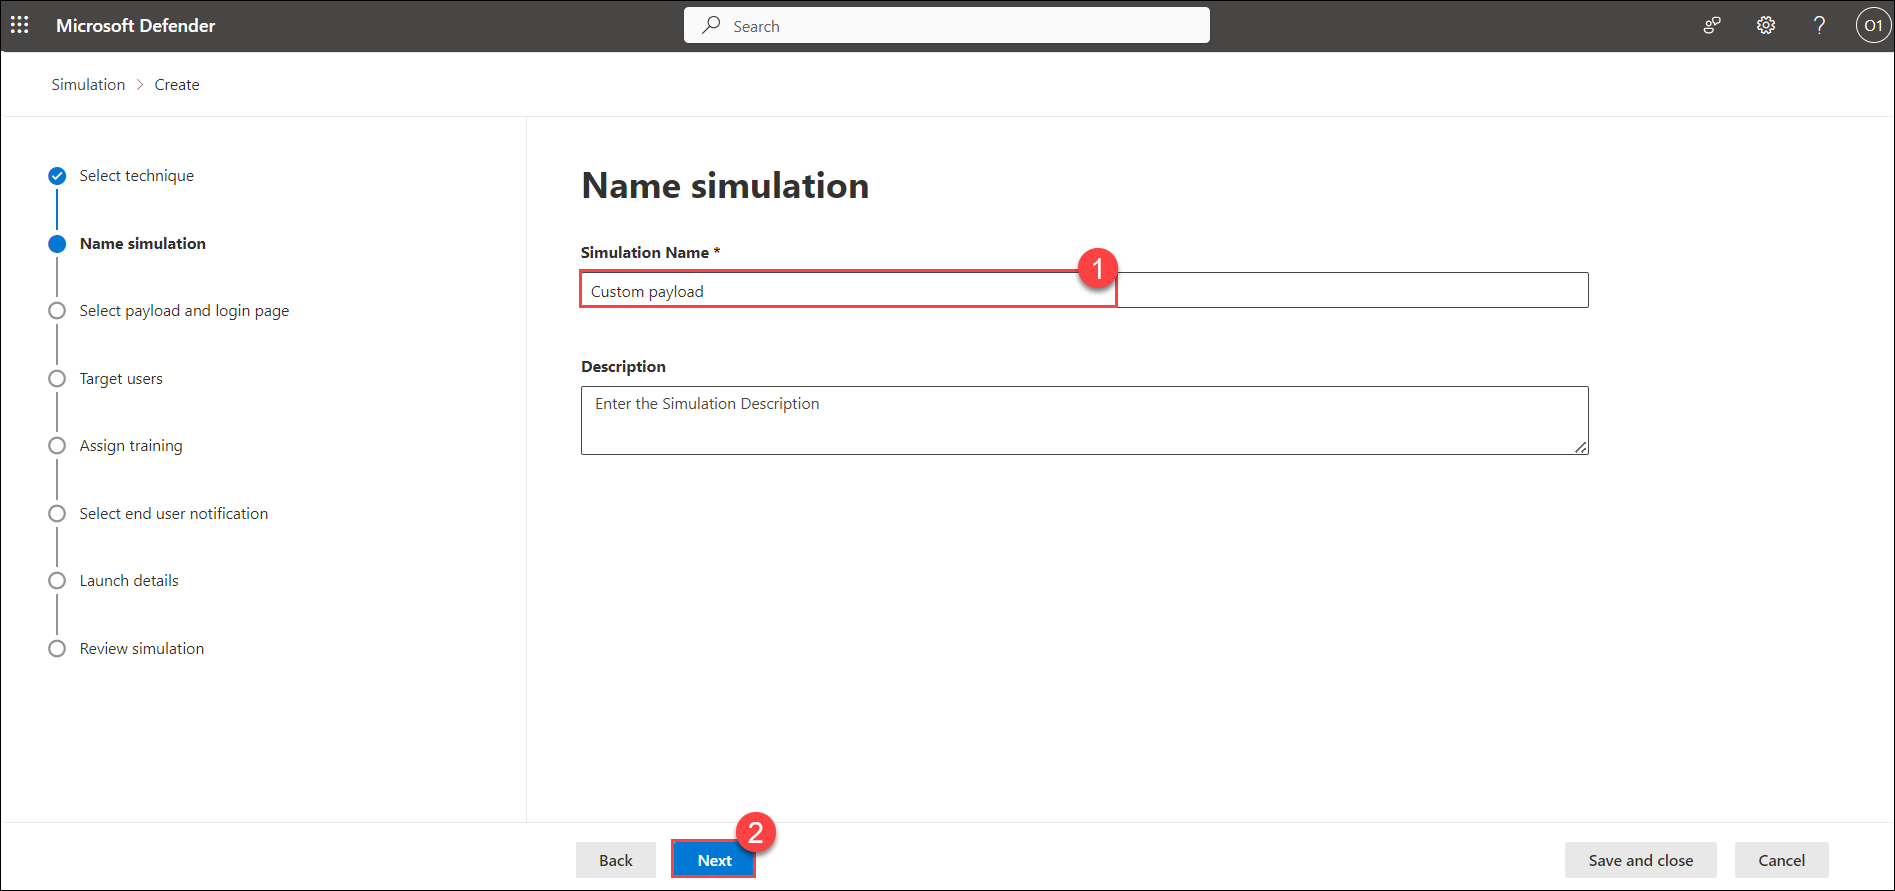 Microsoft Defender
Search
?
O1
Simulation > Create
Select technique
Name simulation
Select payload and login page
Target users
Assign training
Select end user notification
Launch details
Review simulation
Name simulation
Simulation Name *
1
Custom payload
Description
Enter the Simulation Description
2
Back
Next
Save and close
Cancel